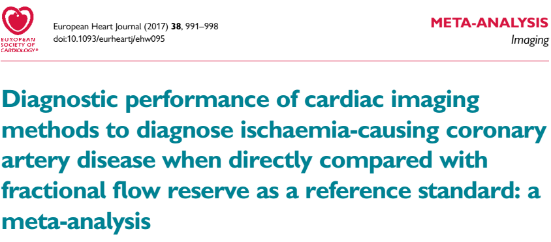 European Heart Journal (2017) 38, 991–998
doi:10.1093/eurheartj/ehw095
META-ANALYSIS
Imaging
EUROPEAN
SOCIETY OF
CARDIOLOGY®
Diagnostic performance of cardiac imaging
methods to diagnose ischaemia-causing coronary
artery disease when directly compared with
fractional flow reserve as a reference standard: a
meta-analysis